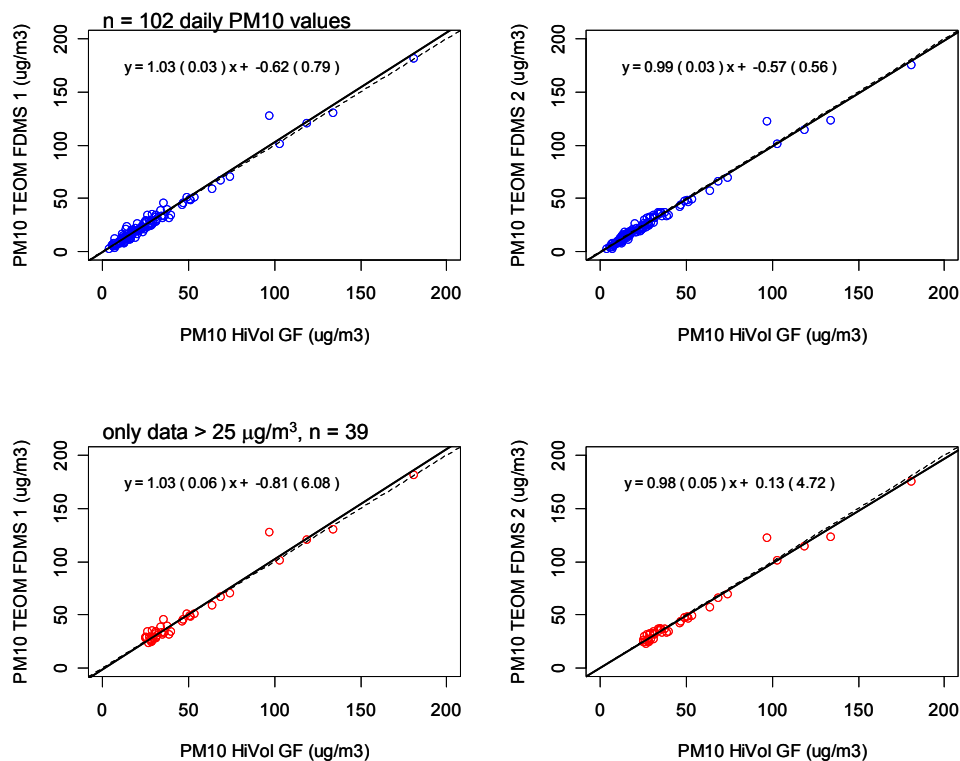 n = 102 daily PM10 values
y = 1.03 ( 0.03 ) x + -0.62 ( 0.79 )
PM10 TEOM FDMS 1 (ug/m3)
200
150
100
50
0
0 50 100 150 200
PM10 HiVol GF (ug/m3)
y = 0.99 ( 0.03 ) x + -0.57 ( 0.56 )
PM10 TEOM FDMS 2 (ug/m3)
200
150
100
50
0
0 50 100 150 200
PM10 HiVol GF (ug/m3)
only data > 25 μg/m³, n = 39
y = 1.03 ( 0.06 ) x + -0.81 ( 6.08 )
PM10 TEOM FDMS 1 (ug/m3)
200
150
100
50
0
0 50 100 150 200
PM10 HiVol GF (ug/m3)
y = 0.98 ( 0.05 ) x + 0.13 ( 4.72 )
PM10 TEOM FDMS 2 (ug/m3)
200
150
100
50
0
0 50 100 150 200
PM10 HiVol GF (ug/m3)